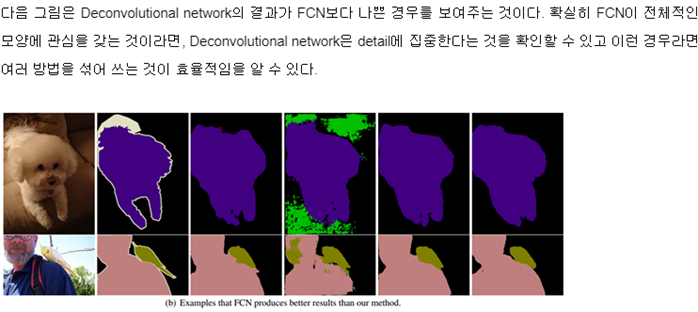 다음 그림은 Deconvolutional network의 결과가 FCN보다 나쁜 경우를 보여주는 것이다. 확실히 FCN이 전체적인
모양에 관심을 갖는 것이라면, Deconvolutional network은 detail에 집중한다는 것을 확인할 수 있고 이런 경우라면
여러 방법을 섞어 쓰는 것이 효율적임을 알 수 있다.
(b) Examples that FCN produces better results than our method.